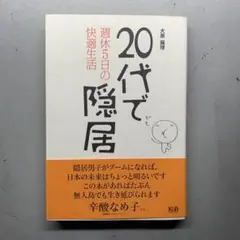 大原 扁理
20代で
隠居
週休5日の
快適生活
隠居男子がブームになれば、
日本の未来はちょっと明るいです
この本があればたぶん
無人島でも生き延びられます
辛酸なめ子
K&B